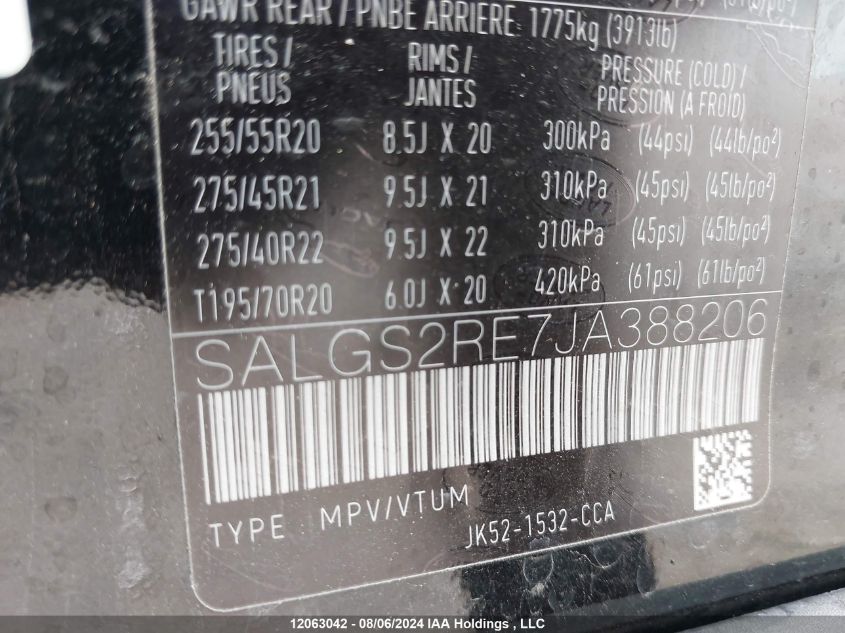 GAWR REAR / PNBE ARRIERE: 1775kg (3913lb)
TIRES / PNEUS RIMS / JANTES PRESSURE (COLD) / PRESSION (A FROID)
255/55R20 8.5J X 20 300kPa (44psi) (44lb/po²)
275/45R21 9.5J X 21 310kPa (45psi) (45lb/po²)
275/40R22 9.5J X 22 310kPa (45psi) (45lb/po²)
T195/70R20 6.0J X 20 420kPa (61psi) (61lb/po²)
SALGS2RE7JA388206
TYPE MPV/VTUM
JK52-1532-CCA
12063042 - 08/06/2024 IAA Holdings , LLC